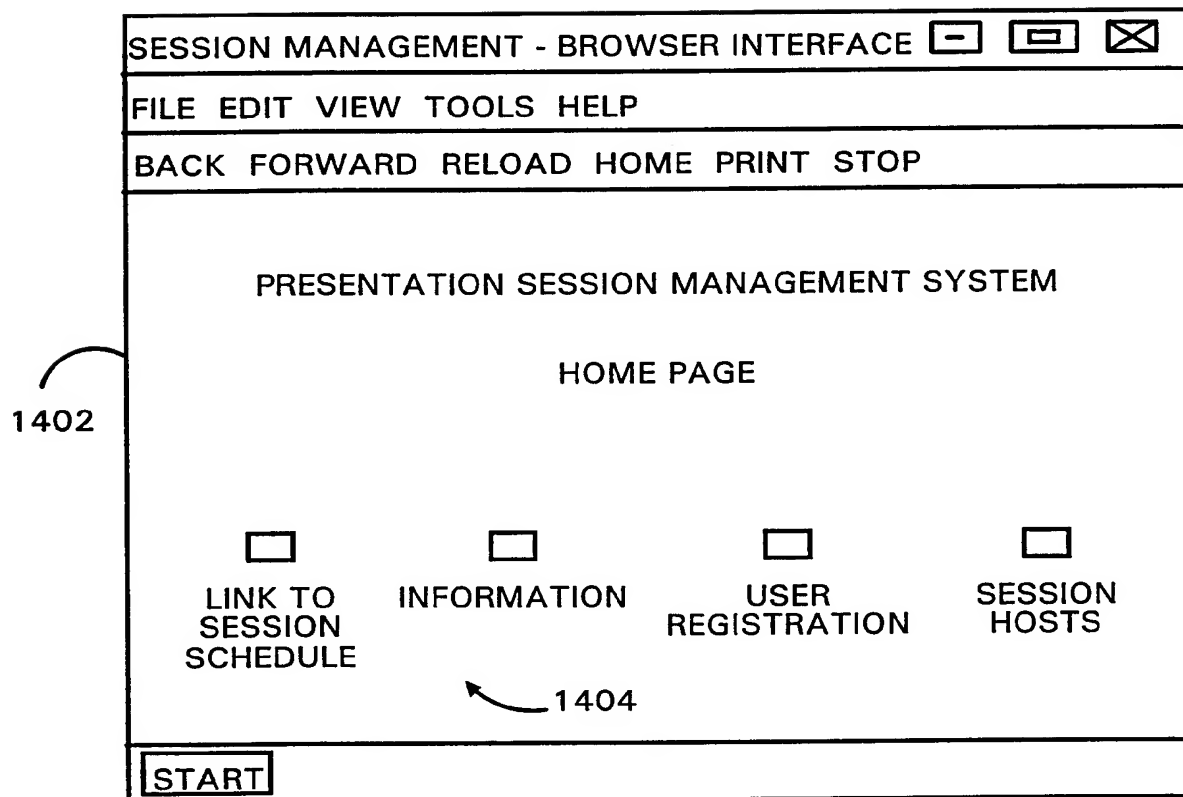 SESSION MANAGEMENT - BROWSER INTERFACE
FILE EDIT VIEW TOOLS HELP
BACK FORWARD RELOAD HOME PRINT STOP
PRESENTATION SESSION MANAGEMENT SYSTEM
HOME PAGE
1402
LINK TO
SESSION
SCHEDULE
INFORMATION
USER
REGISTRATION
SESSION
HOSTS
1404
START